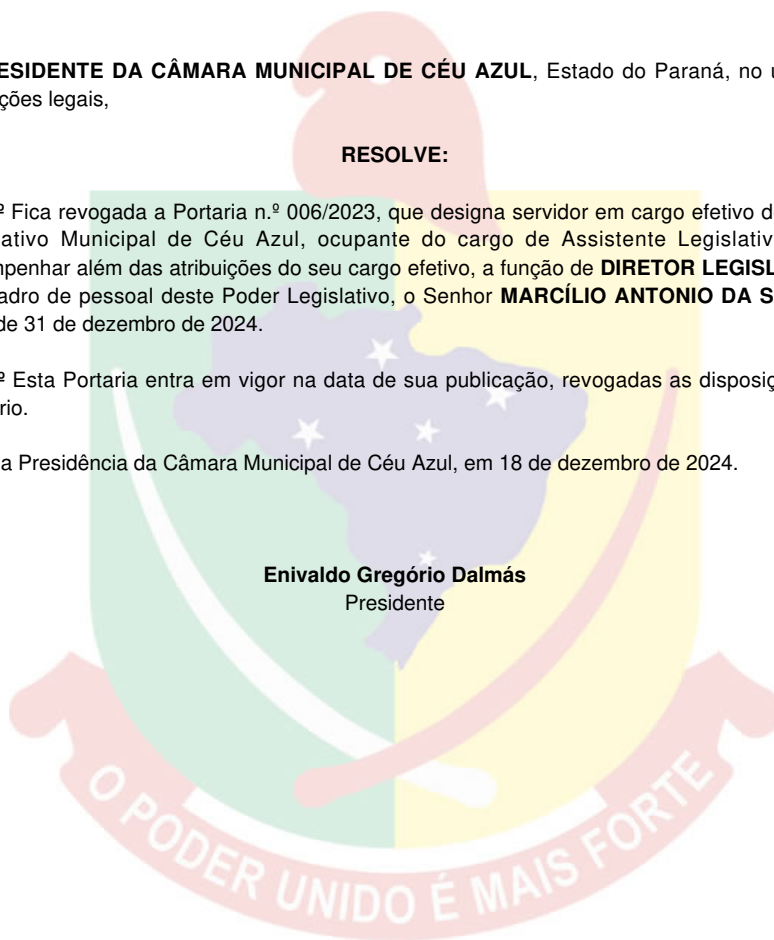 ESIDENTE DA CÂMARA MUNICIPAL DE CÉU AZUL, Estado do Paraná, no u
ções legais,
RESOLVE:
º Fica revogada a Portaria n.º 006/2023, que designa servidor em cargo efetivo d
ativo Municipal de Céu Azul, ocupante do cargo de Assistente Legislativ
mpenhar além das atribuições do seu cargo efetivo, a função de DIRETOR LEGISL
adro de pessoal deste Poder Legislativo, o Senhor MARCÍLIO ANTONIO DA S
de 31 de dezembro de 2024.
º Esta Portaria entra em vigor na data de sua publicação, revogadas as disposiç
rio.
a Presidência da Câmara Municipal de Céu Azul, em 18 de dezembro de 2024.
Enivaldo Gregório Dalmás
Presidente
O PODER UNIDO É MAIS FORTE